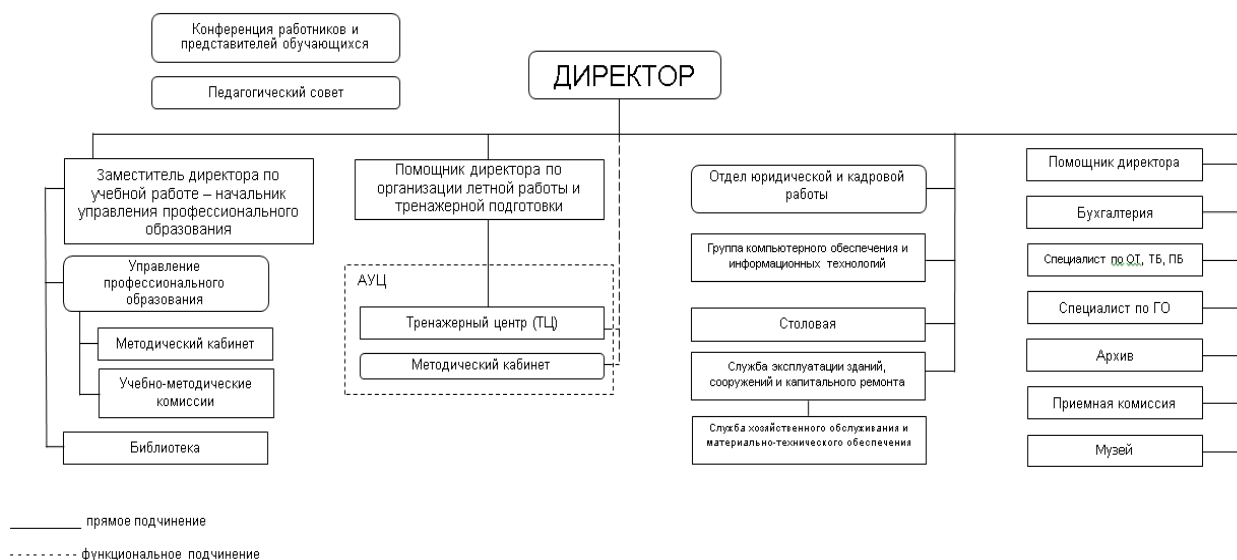 Конференция работников и
представителей обучающихся
Педагогический совет
ДИРЕКТОР
Заместитель директора по
учебной работе – начальник
управления профессионального
образования
Управление
профессионального
образования
Методический кабинет
Учебно-методические
комиссии
Библиотека
Помощник директора по
организации летной работы и
тренажерной подготовки
АУЦ
Тренажерный центр (ТЦ)
Методический кабинет
Отдел юридической и кадровой
работы
Группа компьютерного обеспечения и
информационных технологий
Столовая
Служба эксплуатации зданий,
сооружений и капитального ремонта
Служба хозяйственного обслуживания и
материально-технического обеспечения
Помощник директора
Бухгалтерия
Специалист по ОТ, ТБ, ПБ
Специалист по ГО
Архив
Приемная комиссия
Музей
прямое подчинение
функциональное подчинение